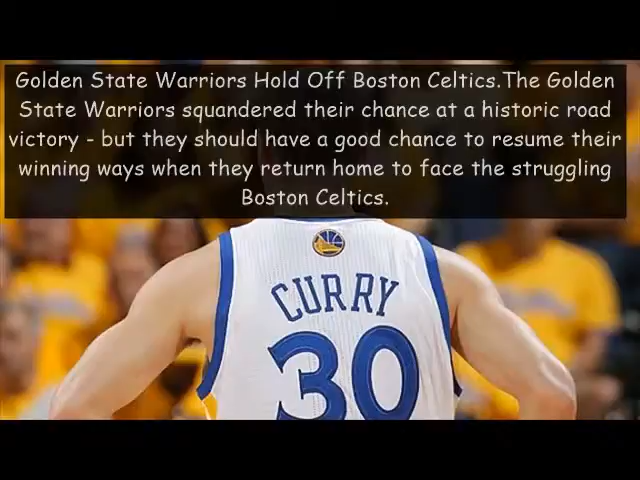 Golden State Warriors Hold Off Boston Celtics.The Golden
State Warriors squandered their chance at a historic road
victory - but they should have a good chance to resume their
winning ways when they return home to face the struggling
Boston Celtics.
CURRY
30